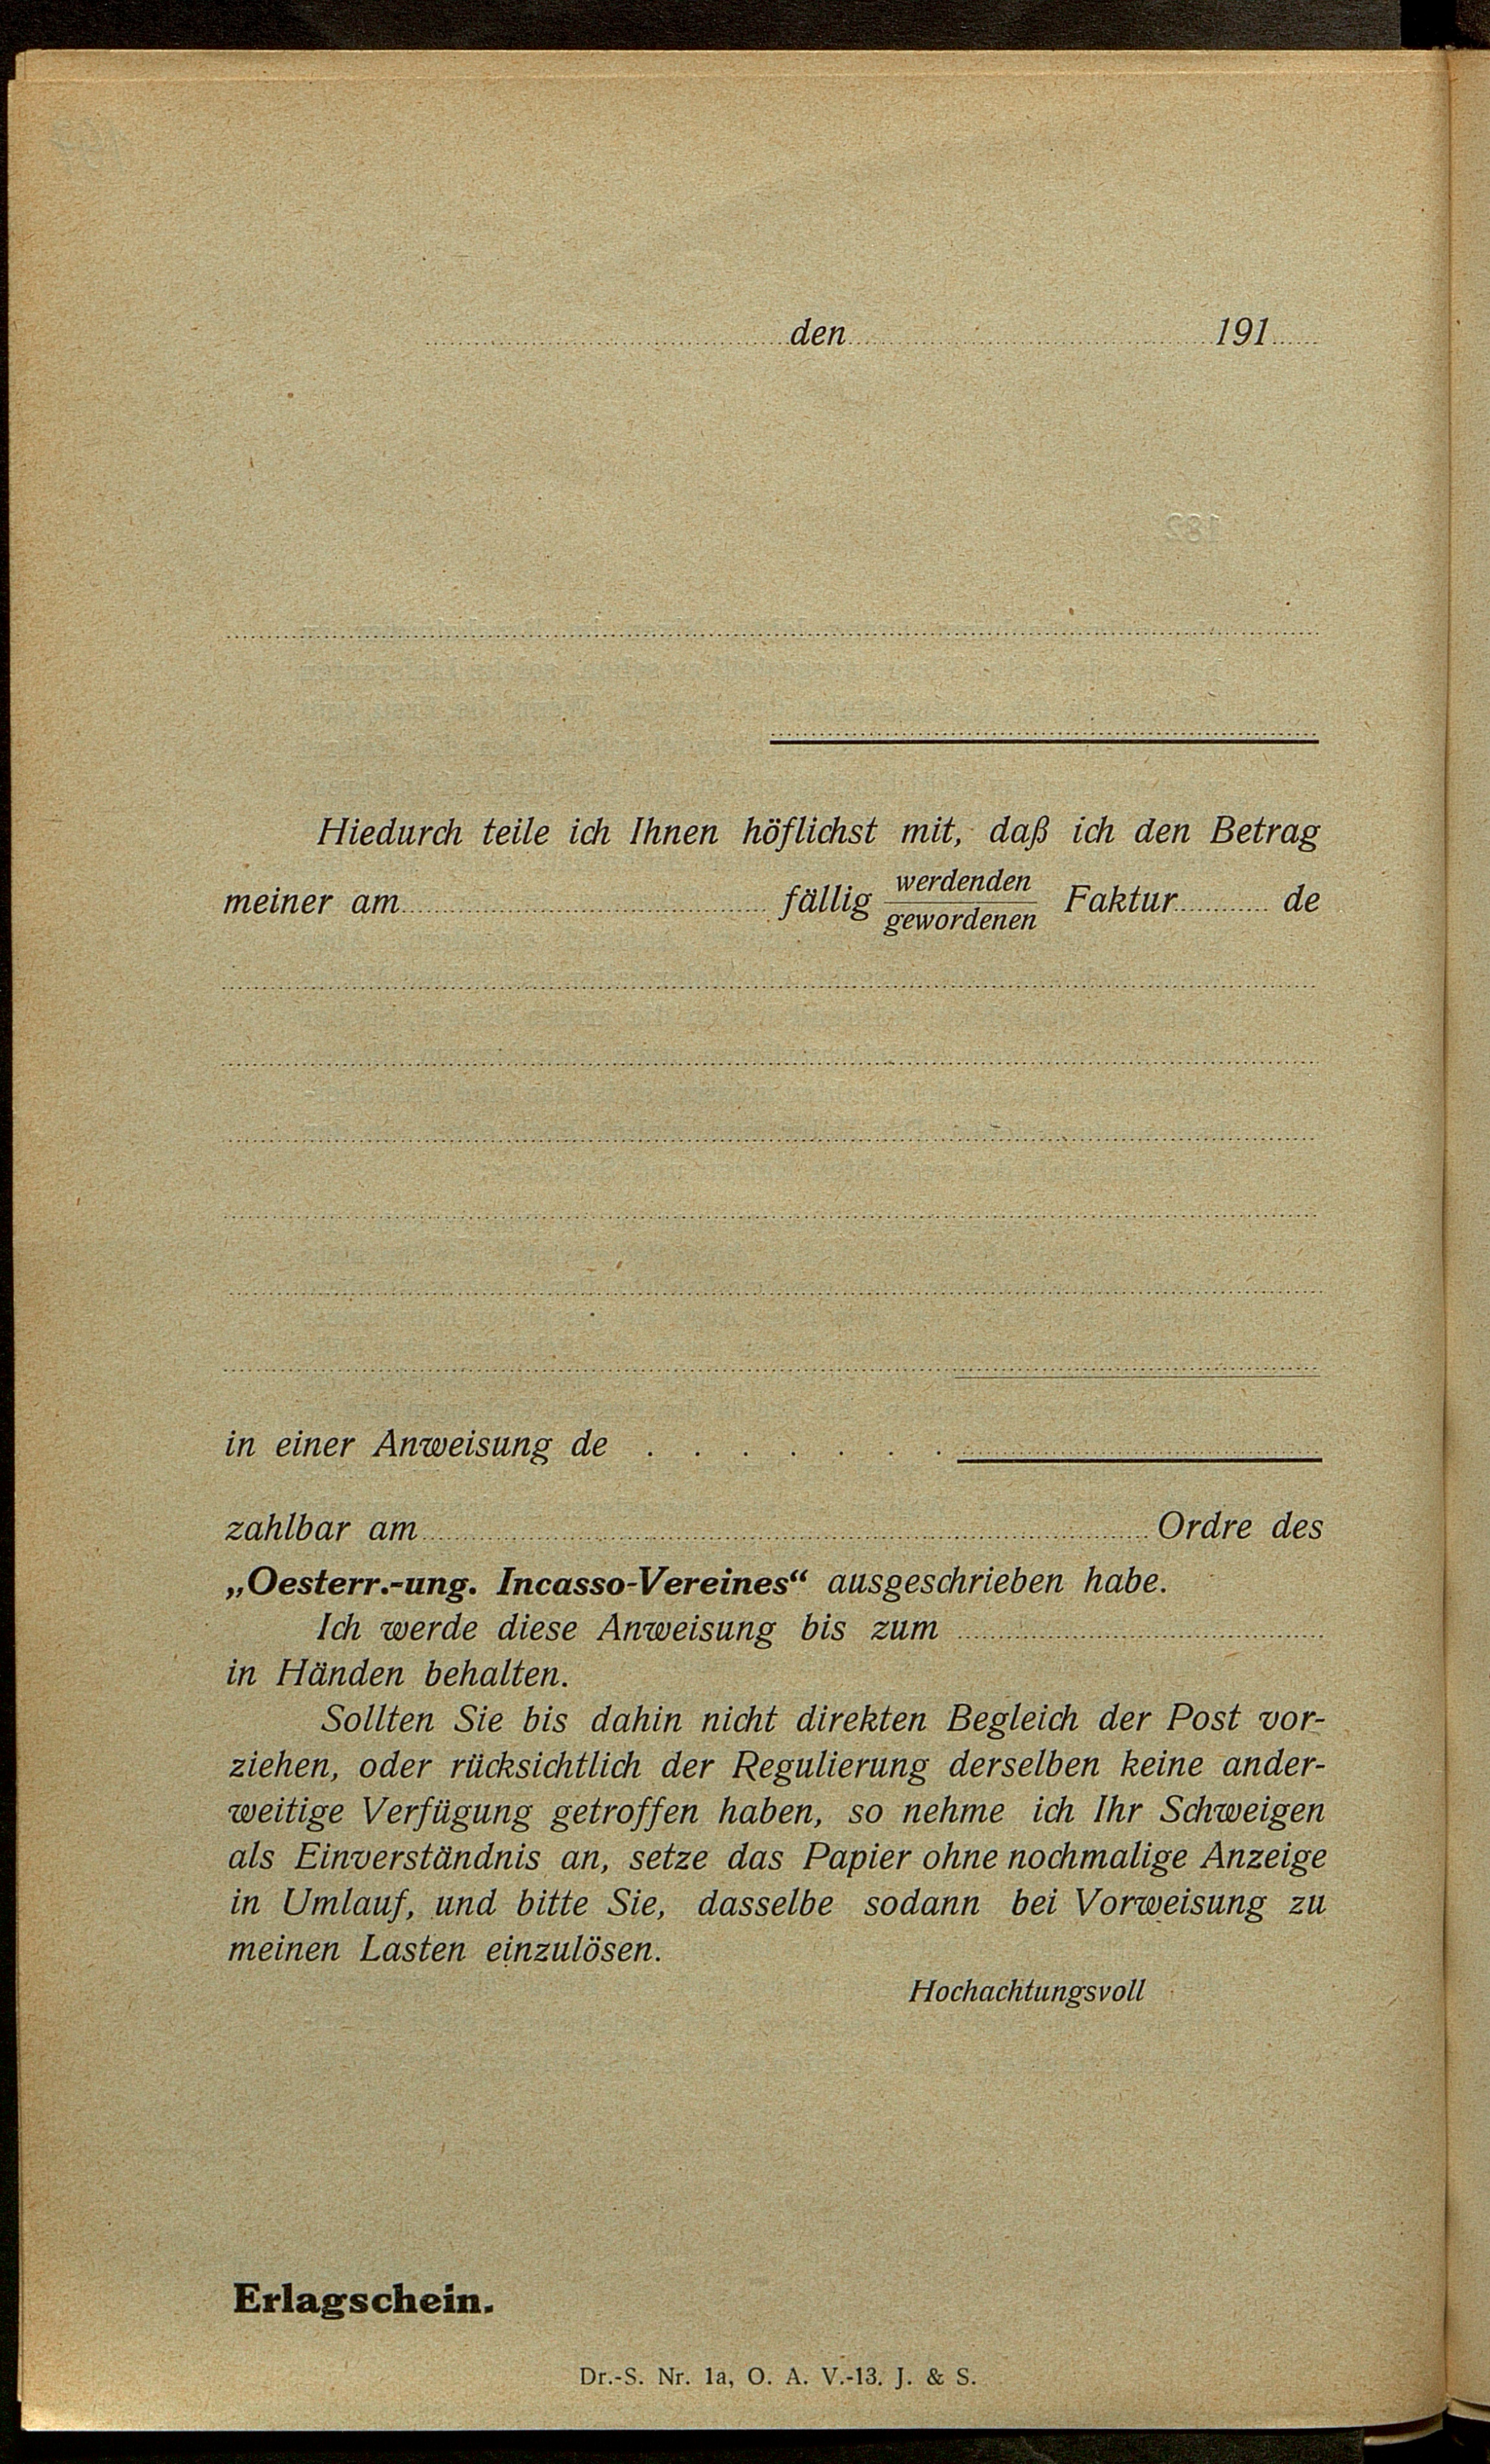 den 191
Hiedurch teile ich Ihnen höflichst mit, daß ich den Betrag
meiner am fällig werdenden gewordenen Faktur de
in einer Anweisung de . . . . . . .
zahlbar am Ordre des
„Oesterr.-ung. Incasso-Vereines“ ausgeschrieben habe.
Ich werde diese Anweisung bis zum
in Händen behalten.
Sollten Sie bis dahin nicht direkten Begleich der Post vor-
ziehen, oder rücksichtlich der Regulierung derselben keine ander-
weitige Verfügung getroffen haben, so nehme ich Ihr Schweigen
als Einverständnis an, setze das Papier ohne nochmalige Anzeige
in Umlauf, und bitte Sie, dasselbe sodann bei Vorweisung zu
meinen Lasten einzulösen.
Hochachtungsvoll
Erlagschein.
Dr.-S. Nr. 1a, O. A. V.-13. J. & S.